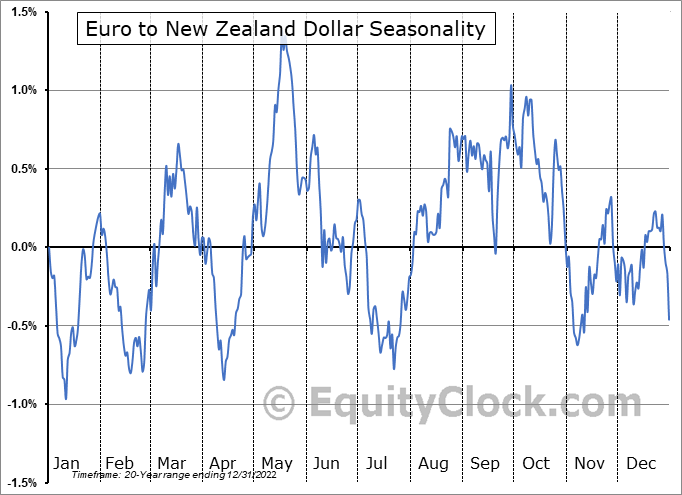 Euro to New Zealand Dollar Seasonality
1.5%
1.0%
0.5%
0.0%
-0.5%
-1.0%
-1.5%
© EquityClock.com
Jan Feb Mar Apr May Jun Jul Aug Sep Oct Nov Dec
Timeframe: 20-Year range ending 12/31/2022